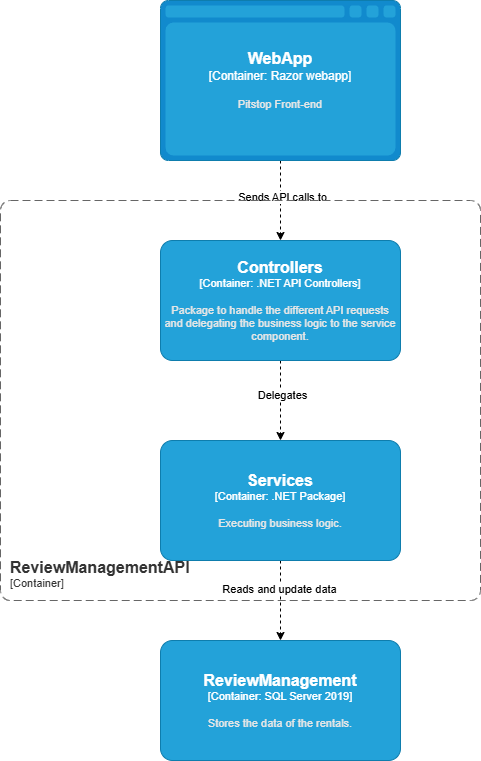 WebApp
[Container: Razor webapp]
Pitstop Front-end
Sends API calls to
Controllers
[Container: .NET API Controllers]
Package to handle the different API requests
and delegating the business logic to the service
component.
Delegates
Services
[Container: .NET Package]
Executing business logic.
ReviewManagementAPI
[Container]
Reads and update data
ReviewManagement
[Container: SQL Server 2019]
Stores the data of the rentals.